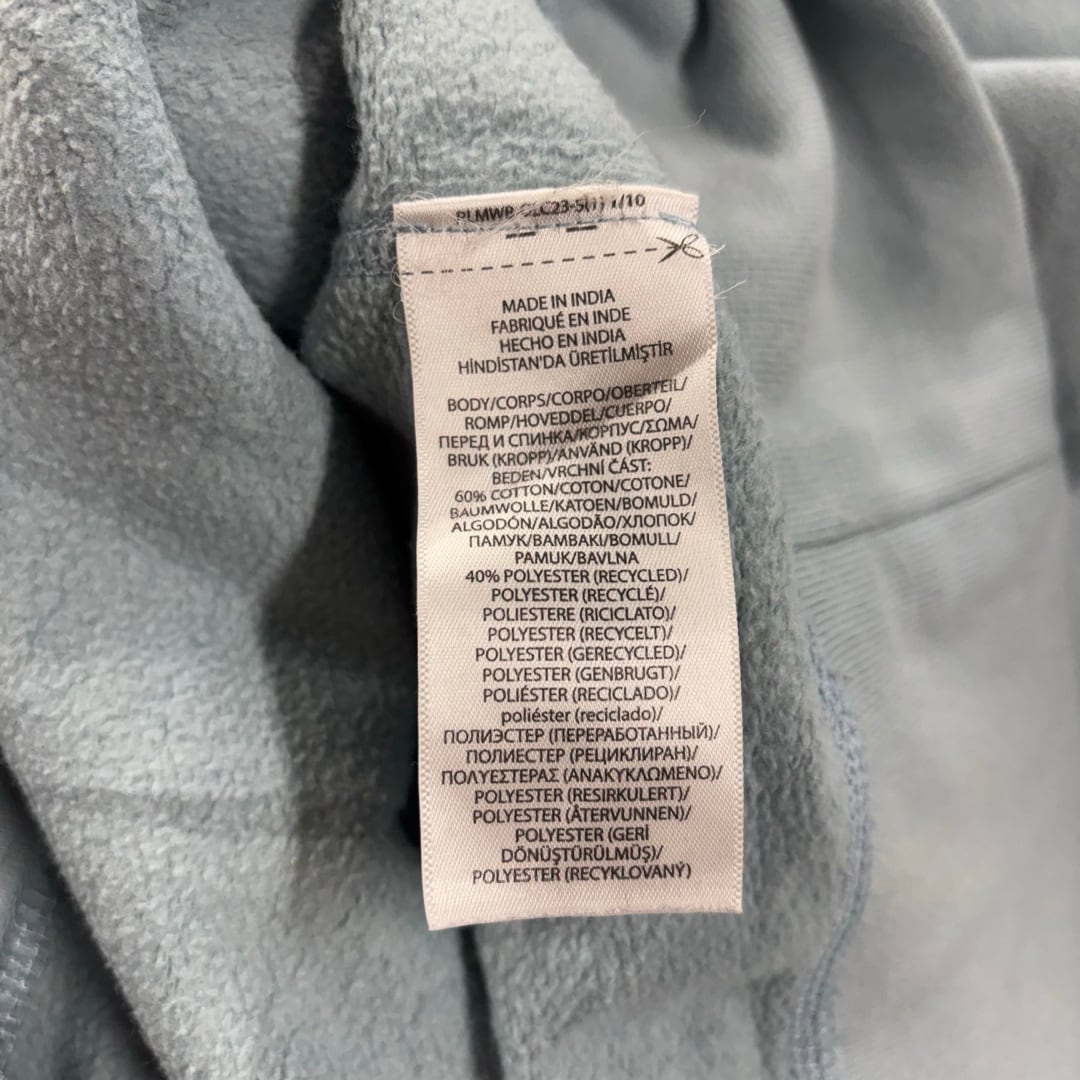 1/10
MADE IN INDIA
FABRIQUÉ EN INDE
HECHO EN INDIA
HİNDİSTAN'DA ÜRETİLMİŞTİR
BODY/CORPS/CORPO/OBERTEIL/
ROMP/HOVEDDEL/CUERPO/
ПЕРЕД И СПИНКА/КОРПУС/ΣΩΜΑ/
BRUK (KROPP)/ANVÄND (KROPP)/
BEDEN/VRCHNÍ ČÁST:
60% COTTON/COTON/COTONE/
BAUMWOLLE/KATOEN/BOMULD/
ALGODÓN/ALGODÃO/ХЛОПОК/
ПАМУК/ΒΑΜΒΑΚΙ/BOMULL/
PAMUK/BAVLNA
40% POLYESTER (RECYCLED)/
POLYESTER (RECYCLÉ)/
POLIESTERE (RICICLATO)/
POLYESTER (RECYCELT)/
POLYESTER (GERECYCLED)/
POLYESTER (GENBRUGT)/
POLIÉSTER (RECICLADO)/
poliéster (reciclado)/
ПОЛИЭСТЕР (ПЕРЕРАБОТАННЫЙ)/
ПОЛИЕСТЕР (РЕЦИКЛИРАН)/
ΠΟΛΥΕΣΤΕΡΑΣ (ΑΝΑΚΥΚΛΩΜΕΝΟ)/
POLYESTER (RESIRKULERT)/
POLYESTER (ÅTERVUNNEN)/
POLYESTER (GERİ
DÖNÜŞTÜRÜLMÜŞ)/
POLYESTER (RECYKLOVANÝ)